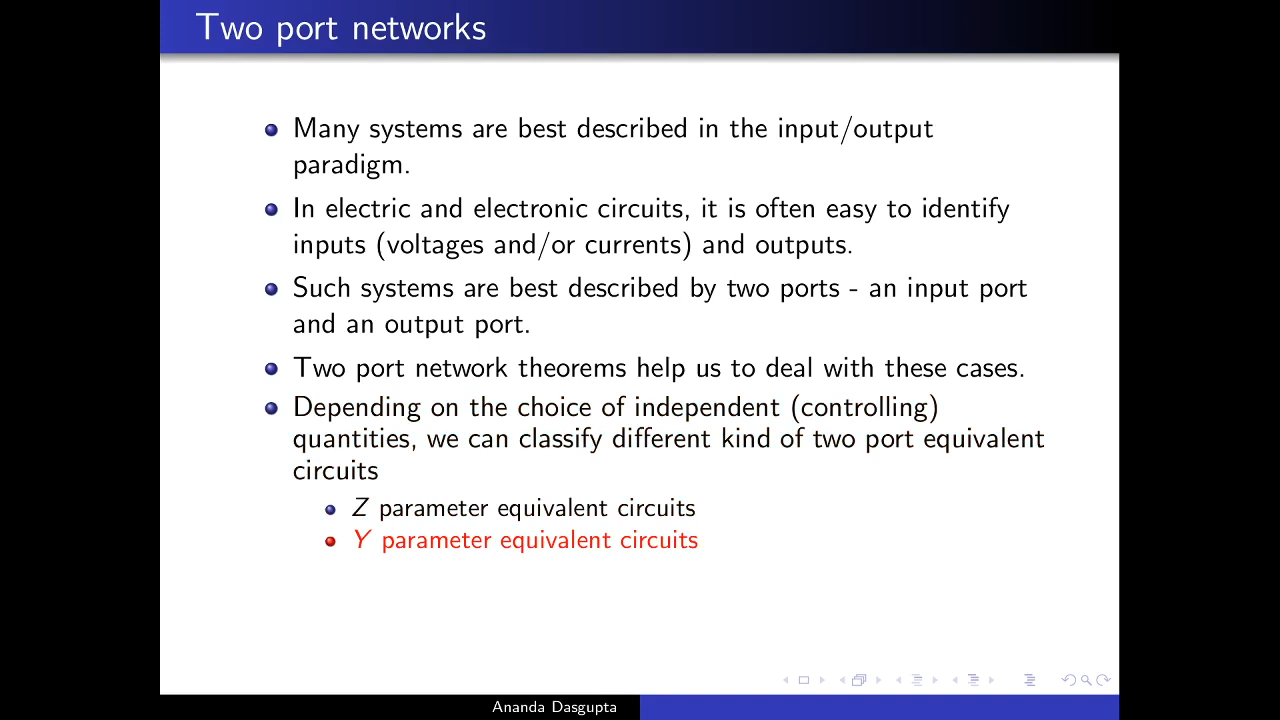 Two port networks
Many systems are best described in the input/output
paradigm.
In electric and electronic circuits, it is often easy to identify
inputs (voltages and/or currents) and outputs.
Such systems are best described by two ports - an input port
and an output port.
Two port network theorems help us to deal with these cases.
Depending on the choice of independent (controlling)
quantities, we can classify different kind of two port equivalent
circuits
Z parameter equivalent circuits
Y parameter equivalent circuits
Ananda Dasgupta